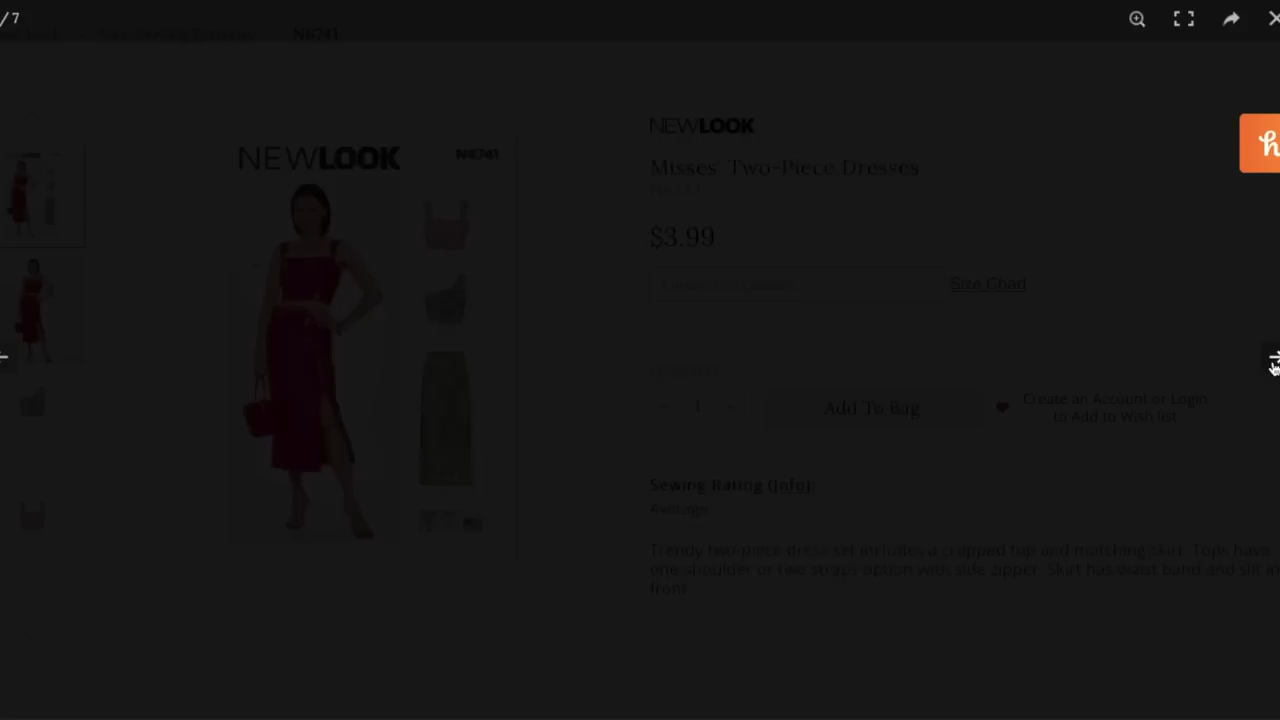 /7
N6741
NEWLOOK N6741
NEWLOOK
Misses' Two-Piece Dresses
$3.99
Size Chart
- 1 +
Add To Bag
Create an Account or Login
to Add to Wish list
Sewing Rating (Info):
Average
Trendy two-piece dress set includes a cropped top and matching skirt. Tops have
one shoulder or two straps option with side zipper. Skirt has waist band and slit
front.
h